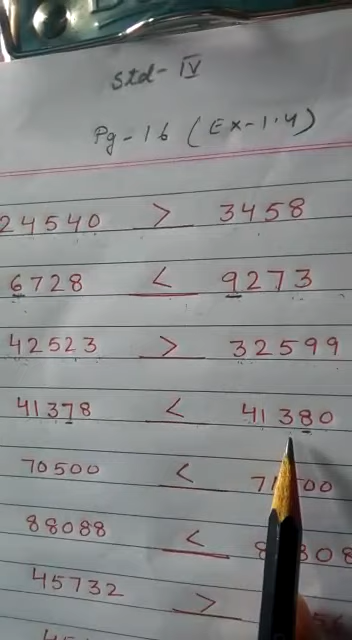 Std - IV
Pg - 16 (Ex-1.4)
24540 > 3458
6728 < 9273
42523 > 32599
41378 < 41380
70500 <
88088 <
45732 >